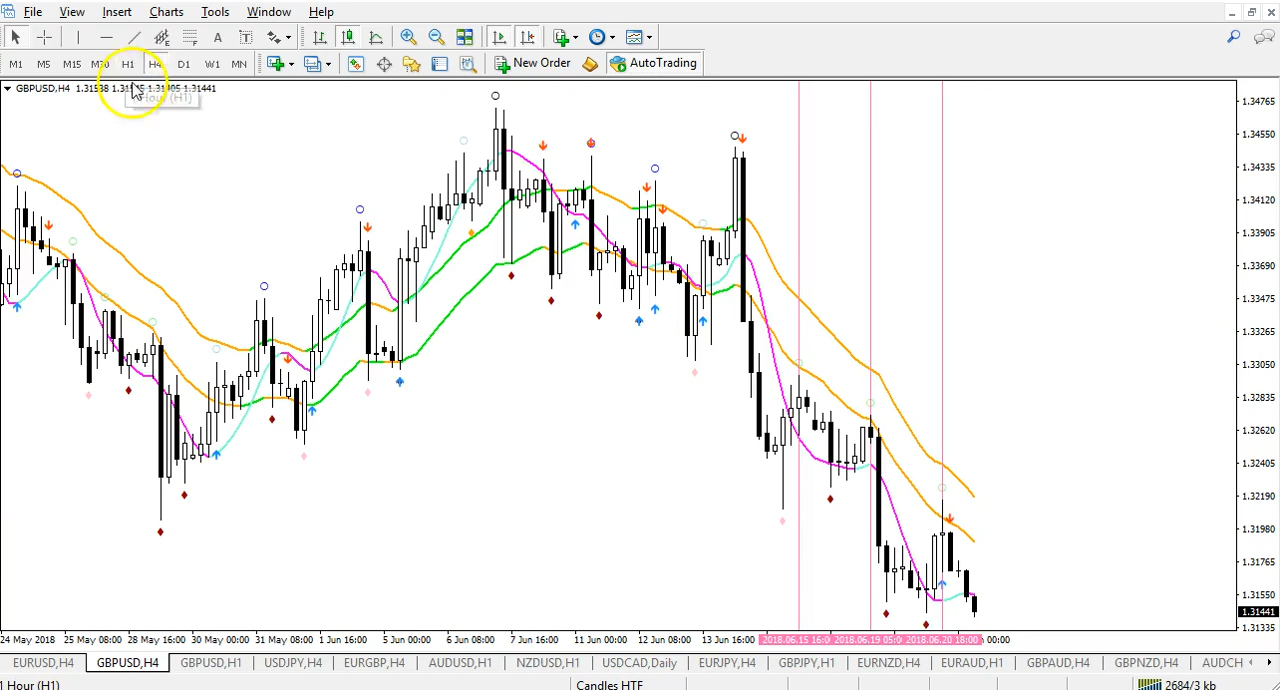 File View Insert Charts Tools Window Help
A T
M1 M5 M15 M30 H1 H4 D1 W1 MN New Order AutoTrading
GBPUSD,H4 1.31441
1 Hour (H1)
1.34765
1.34550
1.34335
1.34120
1.33905
1.33690
1.33475
1.33265
1.33050
1.32835
1.32620
1.32405
1.32190
1.31980
1.31765
1.31550
1.31441
1.31335
24 May 2018 25 May 08:00 28 May 16:00 30 May 00:00 31 May 08:00 1 Jun 16:00 5 Jun 00:00 6 Jun 08:00 7 Jun 16:00 11 Jun 00:00 12 Jun 08:00 13 Jun 16:00 2018.06.15 16:0 2018.06.19 05:0 2018.06.20 18:00 00:00
EURUSD,H4 GBPUSD,H4 GBPUSD,H1 USDJPY,H4 EURGBP,H4 AUDUSD,H1 NZDUSD,H1 USDCAD,Daily EURJPY,H4 GBPJPY,H1 EURNZD,H4 EURAUD,H1 GBPAUD,H4 GBPNZD,H4 AUDCH
1 Hour (H1) Candles HTF 2684/3 kb